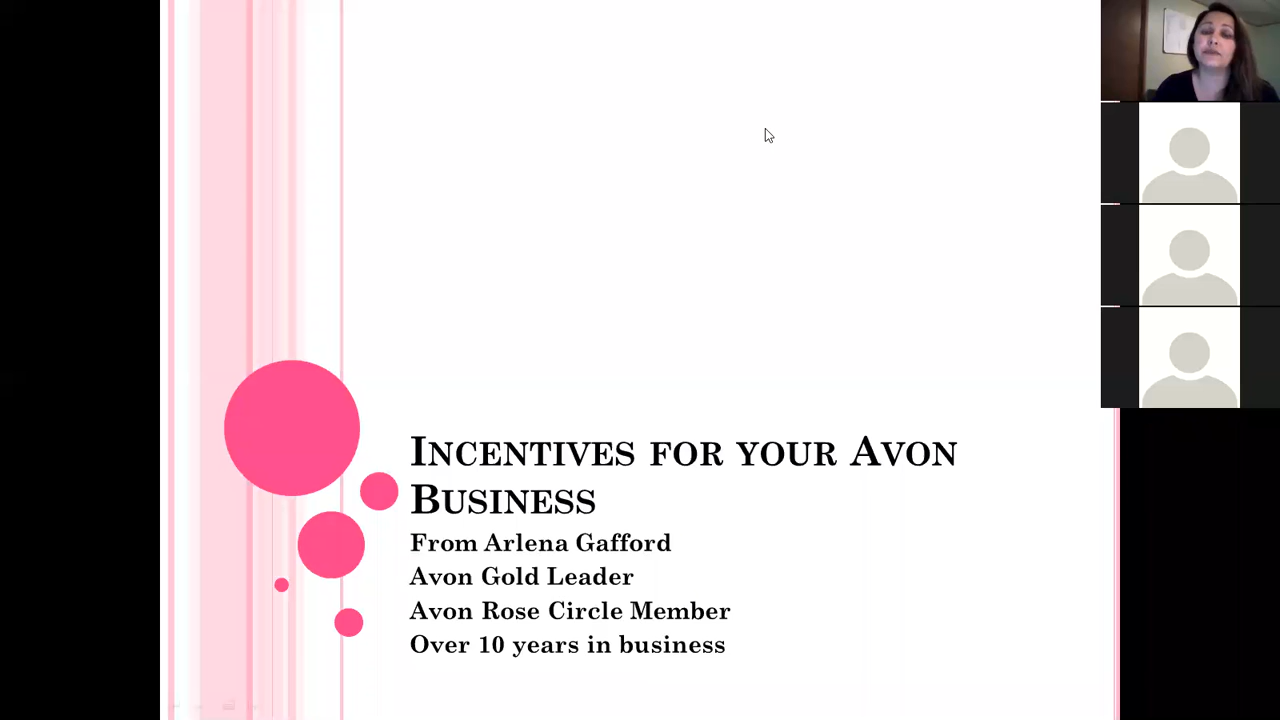 Incentives for your Avon
Business
From Arlena Gafford
Avon Gold Leader
Avon Rose Circle Member
Over 10 years in business